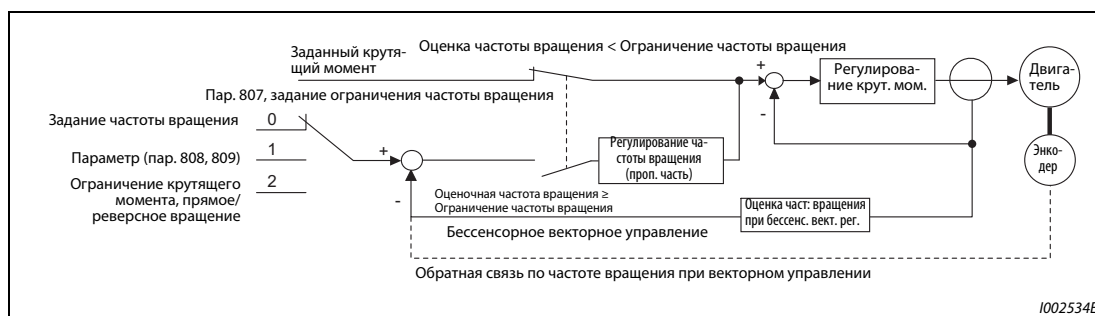 Заданный крутя-
щий момент
Оценка частоты вращения < Ограничение частоты вращения
Пар. 807, задание ограничения частоты вращения
Задание частоты вращения
0
Параметр (пар. 808, 809)
1
Ограничение крутящего
момента, прямое/
реверсное вращение
2
+
-
Оценочная частота вращения ≥
Ограничение частоты вращения
Регулирование ча-
стоты вращения
(проп. часть)
+
-
Регулирова-
ние крут. мом.
Двига-
тель
Энко-
дер
Оценка част: вращения
при бессенс. вект. рег.
Бессенсорное векторное управление
Обратная связь по частоте вращения при векторном управлении
I002534E